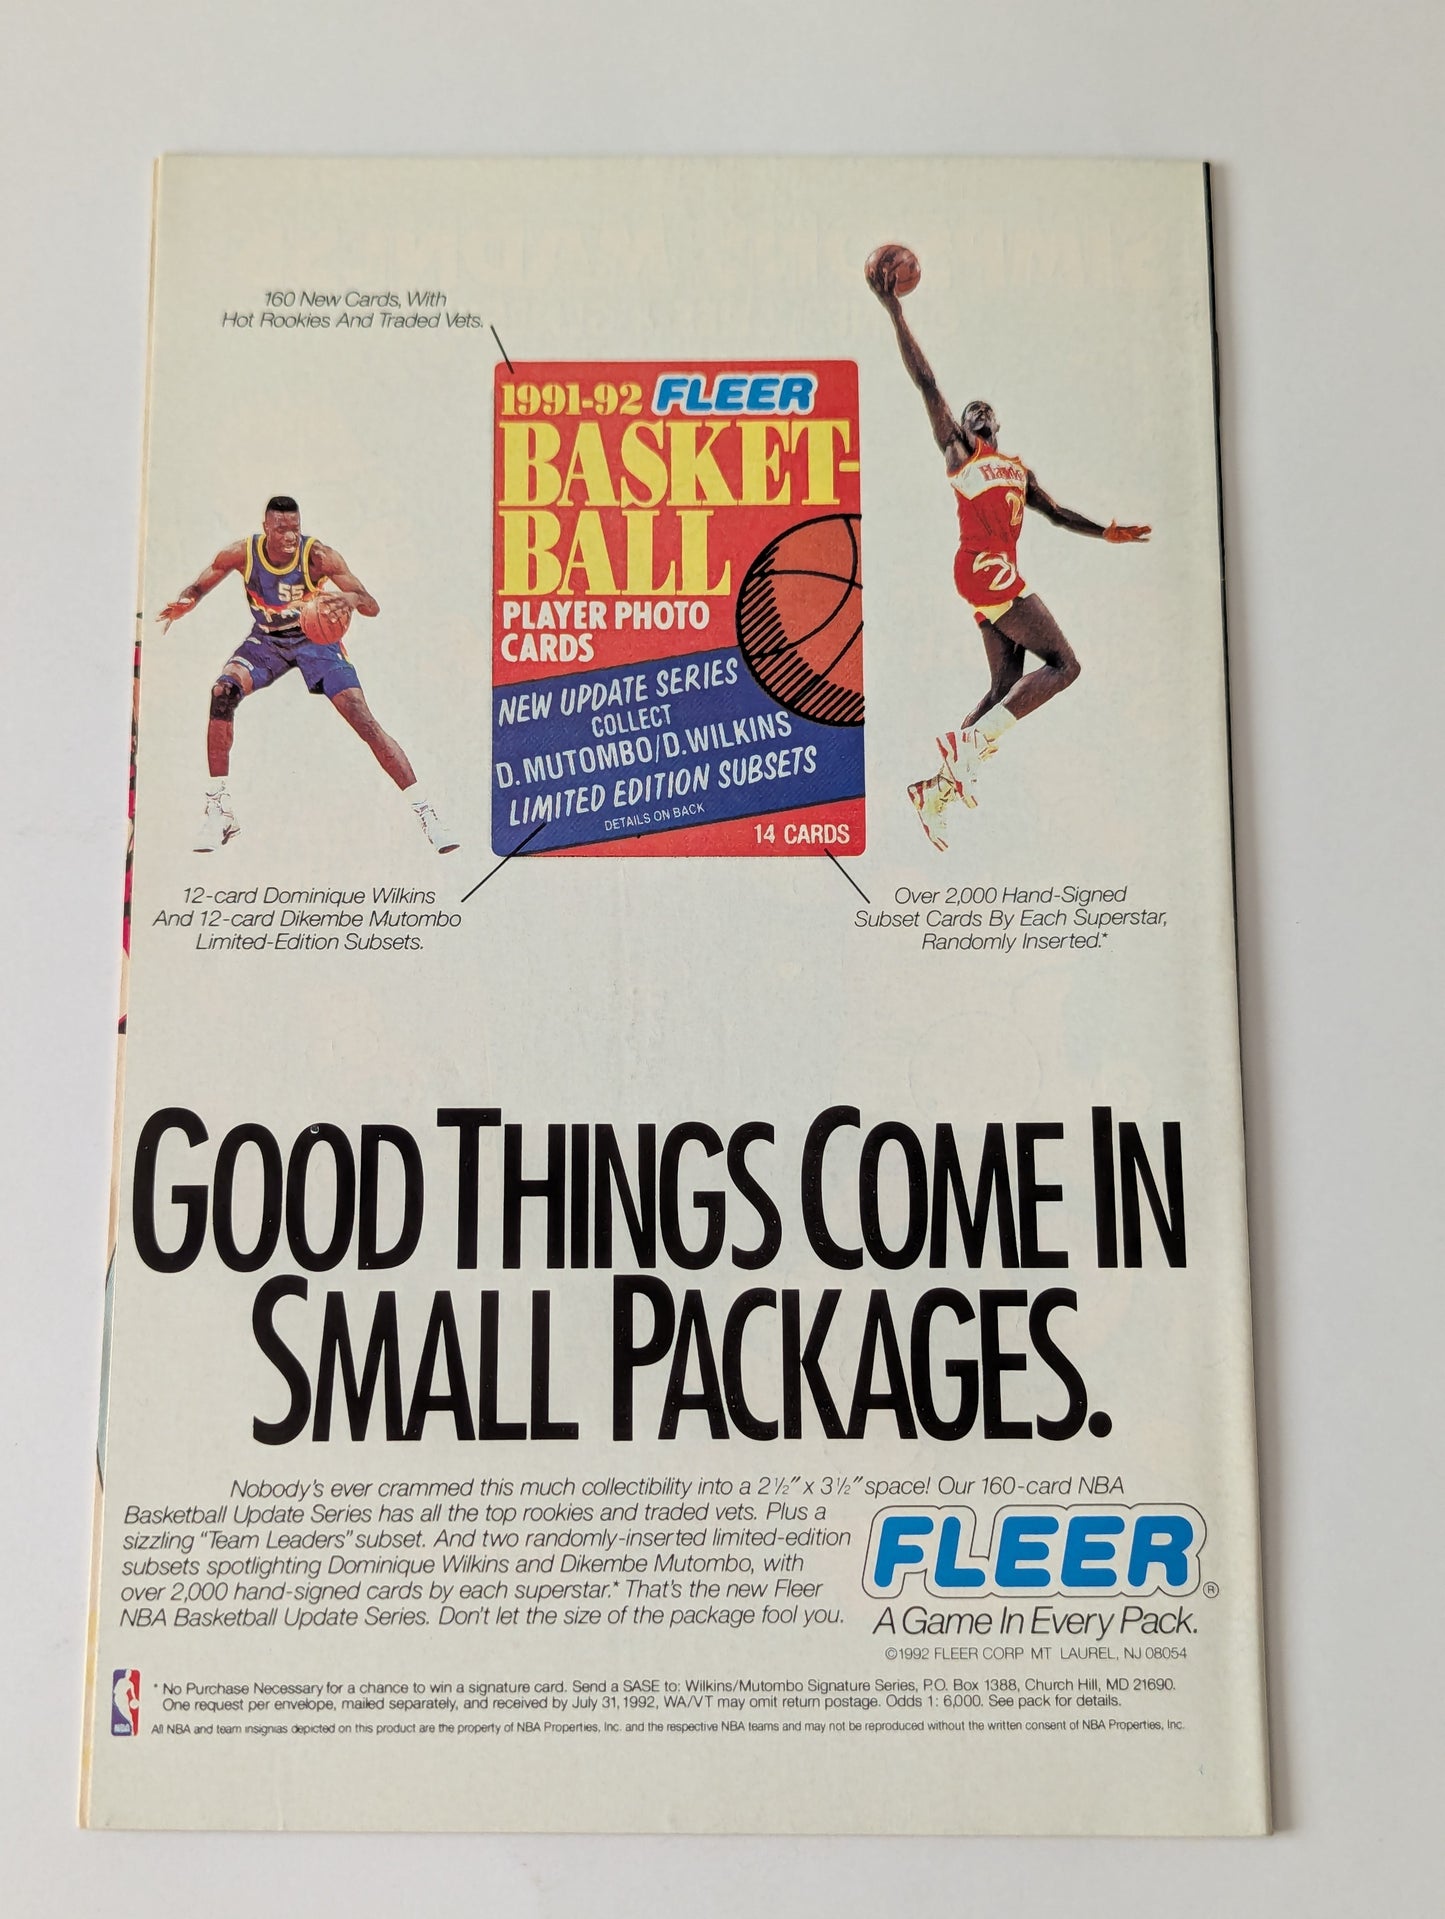 160 New Cards, With
Hot Rookies And Traded Vets.
1991-92 FLEER
BASKET-
BALL
PLAYER PHOTO
CARDS
NEW UPDATE SERIES
COLLECT
D. MUTOMBO/D. WILKINS
LIMITED EDITION SUBSETS
DETAILS ON BACK
14 CARDS
55
Hawks
2
12-card Dominique Wilkins
And 12-card Dikembe Mutombo
Limited-Edition Subsets.
Over 2,000 Hand-Signed
Subset Cards By Each Superstar,
Randomly Inserted.*
GOOD THINGS COME IN
SMALL PACKAGES.
Nobody's ever crammed this much collectibility into a 2½" x 3½" space! Our 160-card NBA
Basketball Update Series has all the top rookies and traded vets. Plus a
sizzling "Team Leaders" subset. And two randomly-inserted limited-edition
subsets spotlighting Dominique Wilkins and Dikembe Mutombo, with
over 2,000 hand-signed cards by each superstar.* That's the new Fleer
NBA Basketball Update Series. Don't let the size of the package fool you.
FLEER®
A Game In Every Pack.
©1992 FLEER CORP MT LAUREL, NJ 08054
* No Purchase Necessary for a chance to win a signature card. Send a SASE to: Wilkins/Mutombo Signature Series, P.O. Box 1388, Church Hill, MD 21690.
One request per envelope, mailed separately, and received by July 31, 1992, WA/VT may omit return postage. Odds 1: 6,000. See pack for details.
NBA
All NBA and team insignias depicted on this product are the property of NBA Properties, Inc. and the respective NBA teams and may not be reproduced without the written consent of NBA Properties, Inc.